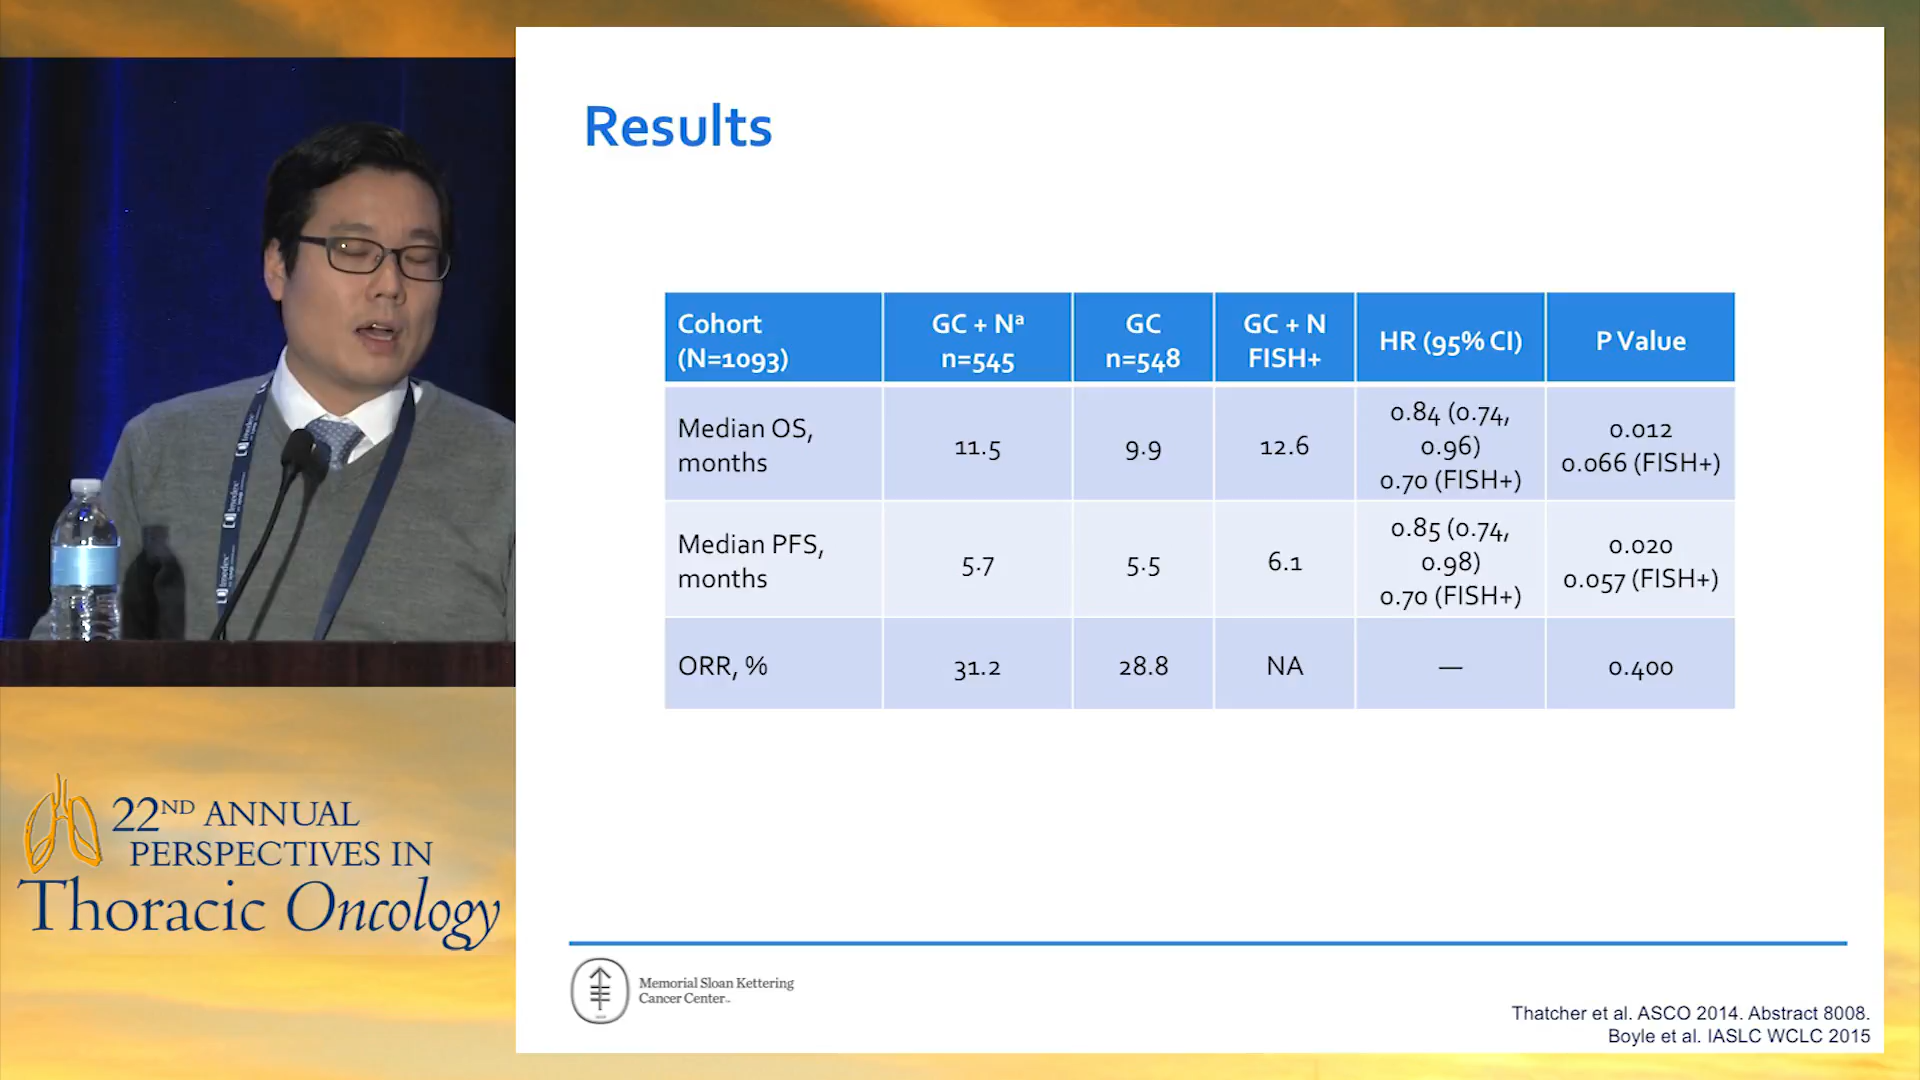 Results
Cohort
(N=1093)
GC + Nª
n=545
GC
n=548
GC + N
FISH+
HR (95% CI)
P Value
Median OS,
months
11.5
9.9
12.6
0.84 (0.74,
0.96)
0.70 (FISH+)
0.012
0.066 (FISH+)
Median PFS,
months
5.7
5.5
6.1
0.85 (0.74,
0.98)
0.70 (FISH+)
0.020
0.057 (FISH+)
ORR, %
31.2
28.8
NA
—
0.400
Memorial Sloan Kettering
Cancer Center™
Thatcher et al. ASCO 2014. Abstract 8008.
Boyle et al. IASLC WCLC 2015
22ND ANNUAL
PERSPECTIVES IN
Thoracic Oncology
Imedex
Imedex
Imedex